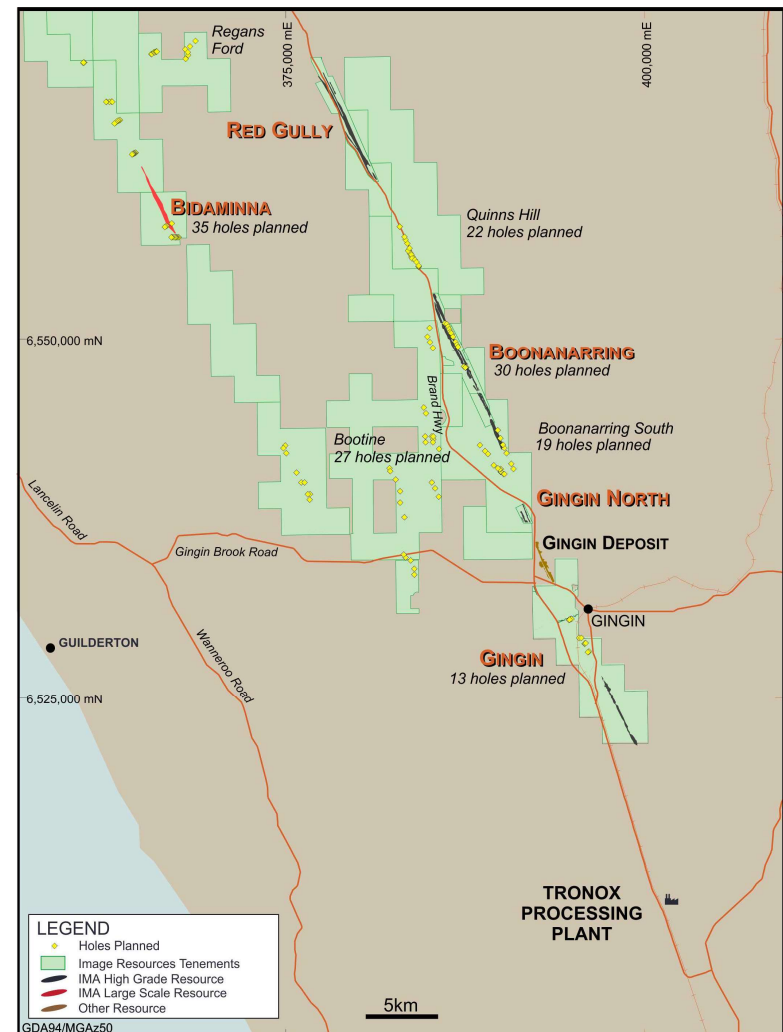 Regans
Ford
375,000 mE
400,000 mE
RED GULLY
BIDAMINNA
35 holes planned
Quinns Hill
22 holes planned
6,550,000 mN
BOONANARRING
30 holes planned
Brand Hwy
Boonanarring South
19 holes planned
Bootine
27 holes planned
Lancelin Road
GINGIN NORTH
Gingin Brook Road
GINGIN DEPOSIT
GINGIN
GUILDERTON
Wanneroo Road
GINGIN
13 holes planned
6,525,000 mN
TRONOX
PROCESSING
PLANT
LEGEND
Holes Planned
Image Resources Tenements
IMA High Grade Resource
IMA Large Scale Resource
Other Resource
5km
GDA94/MGAz50